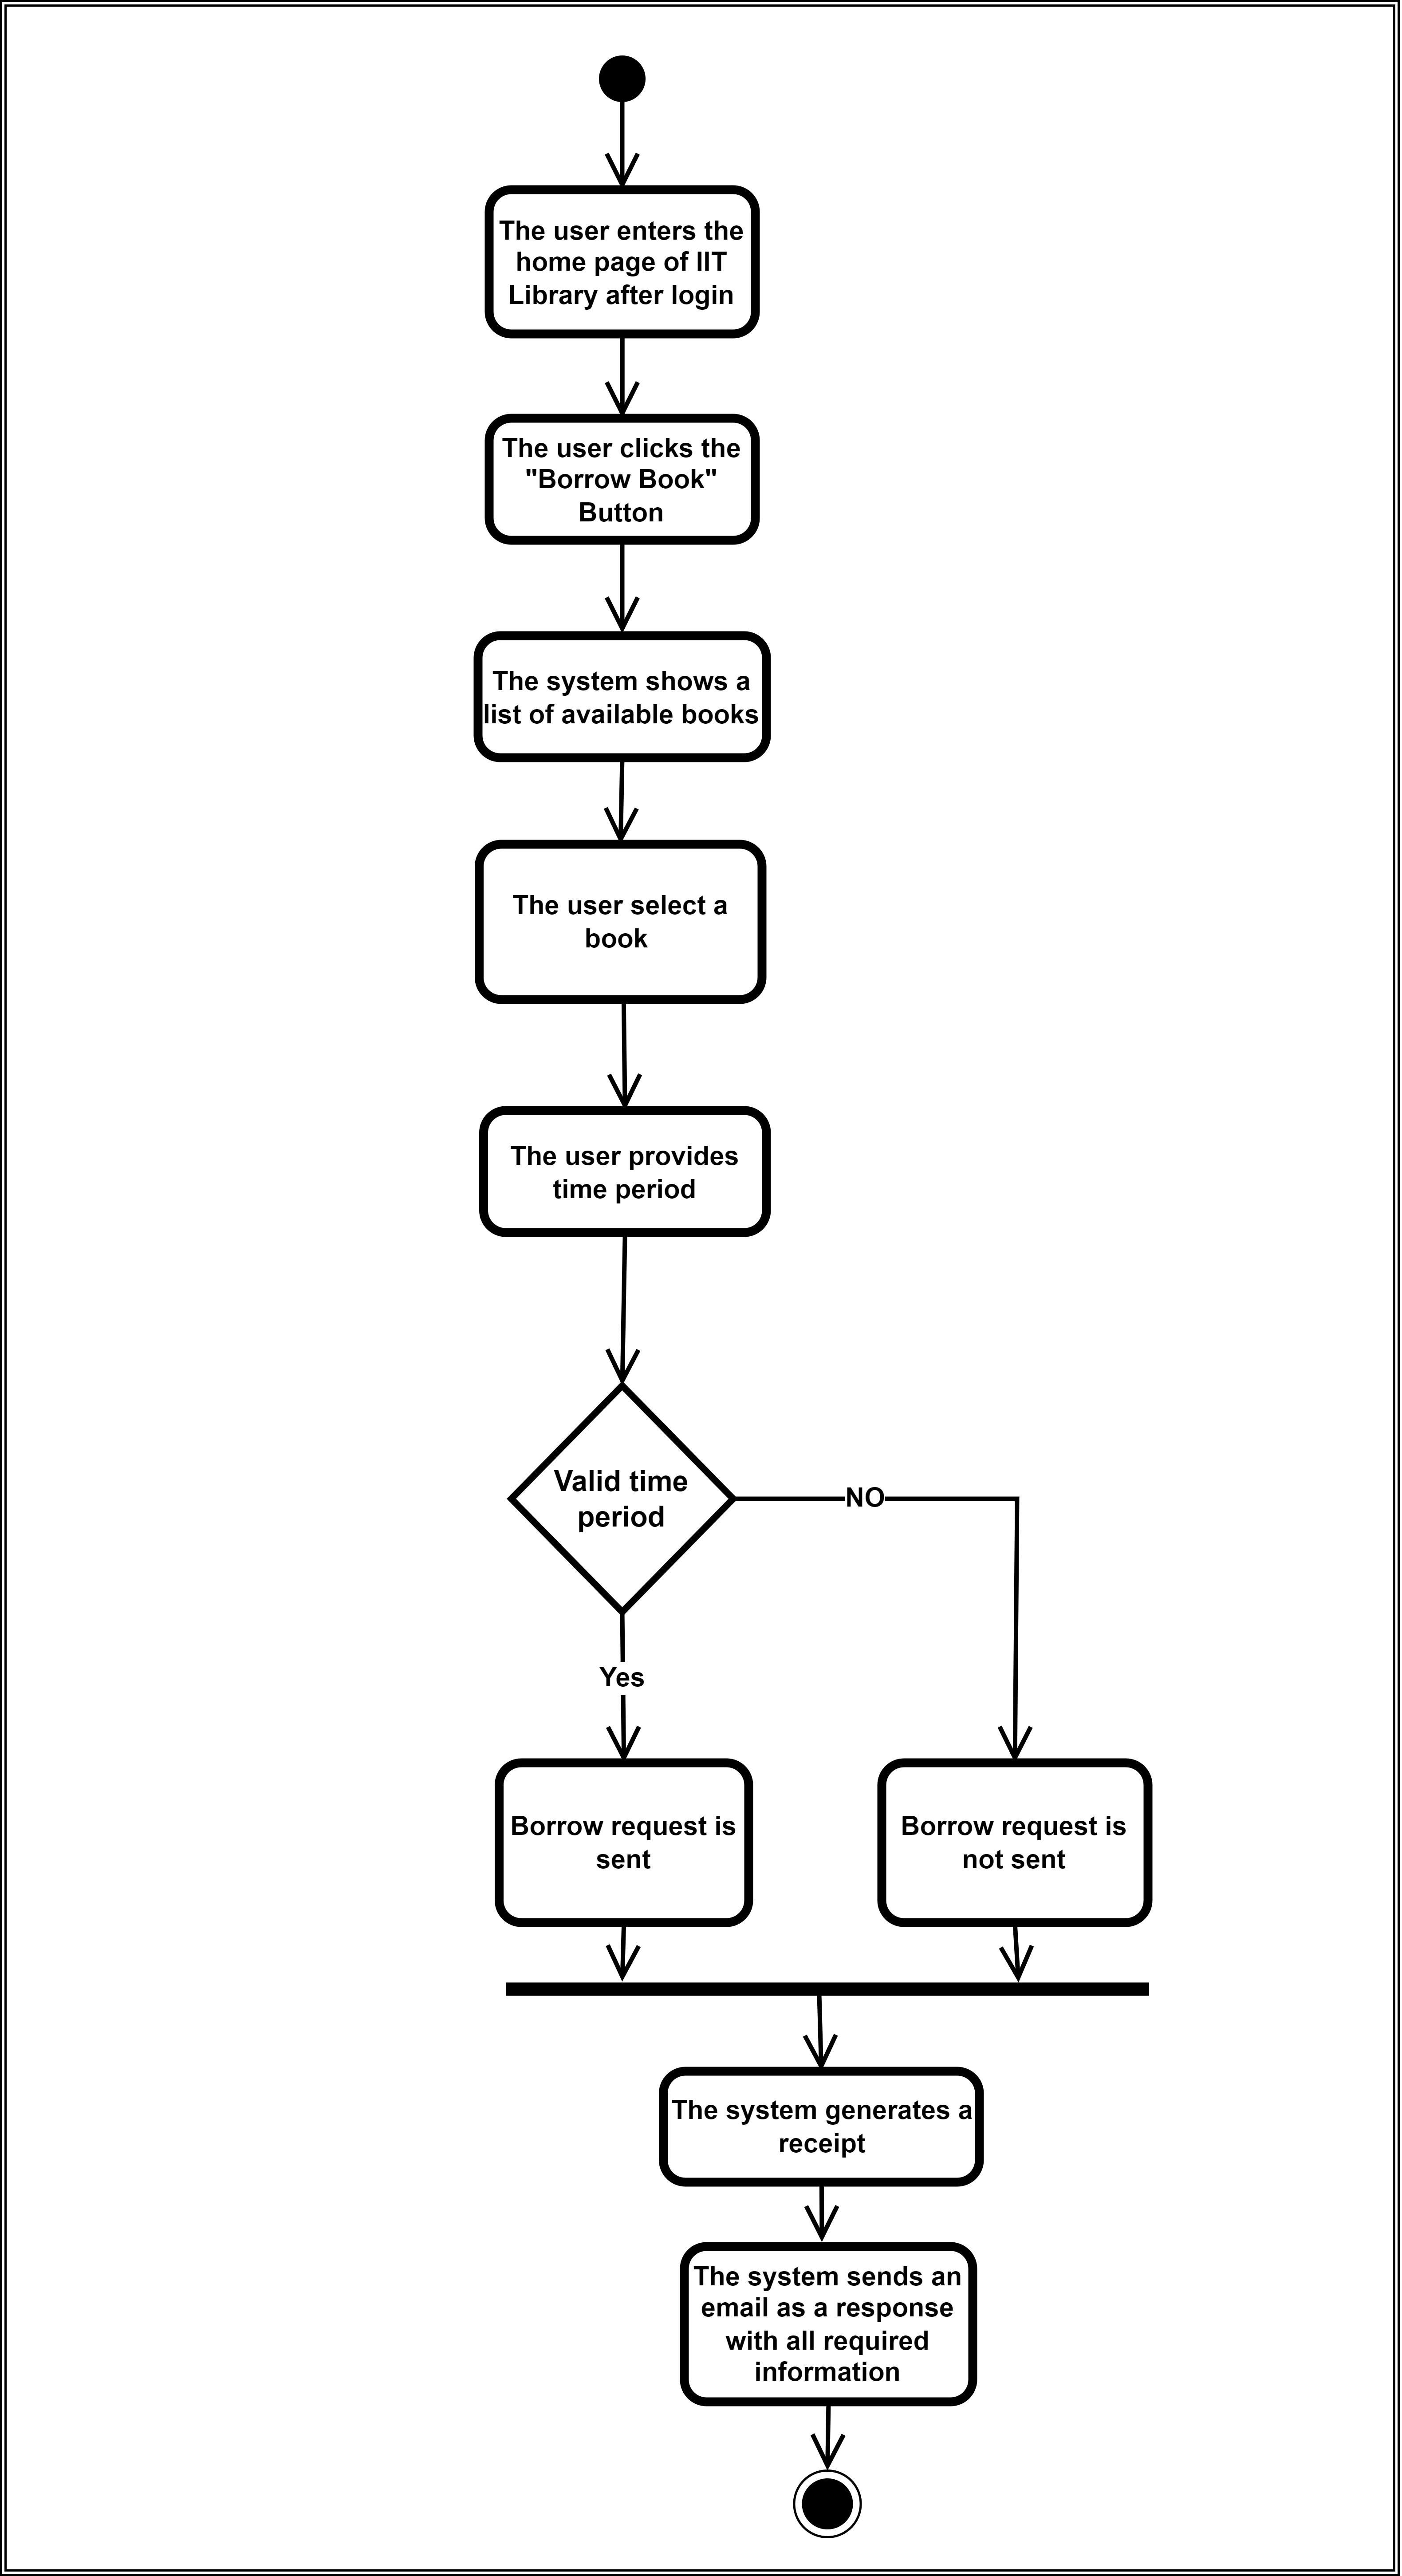 The user enters the
home page of IIT
Library after login
The user clicks the
"Borrow Book"
Button
The system shows a
list of available books
The user select a
book
The user provides
time period
Valid time
period
NO
Yes
Borrow request is
sent
Borrow request is
not sent
The system generates a
receipt
The system sends an
email as a response
with all required
information